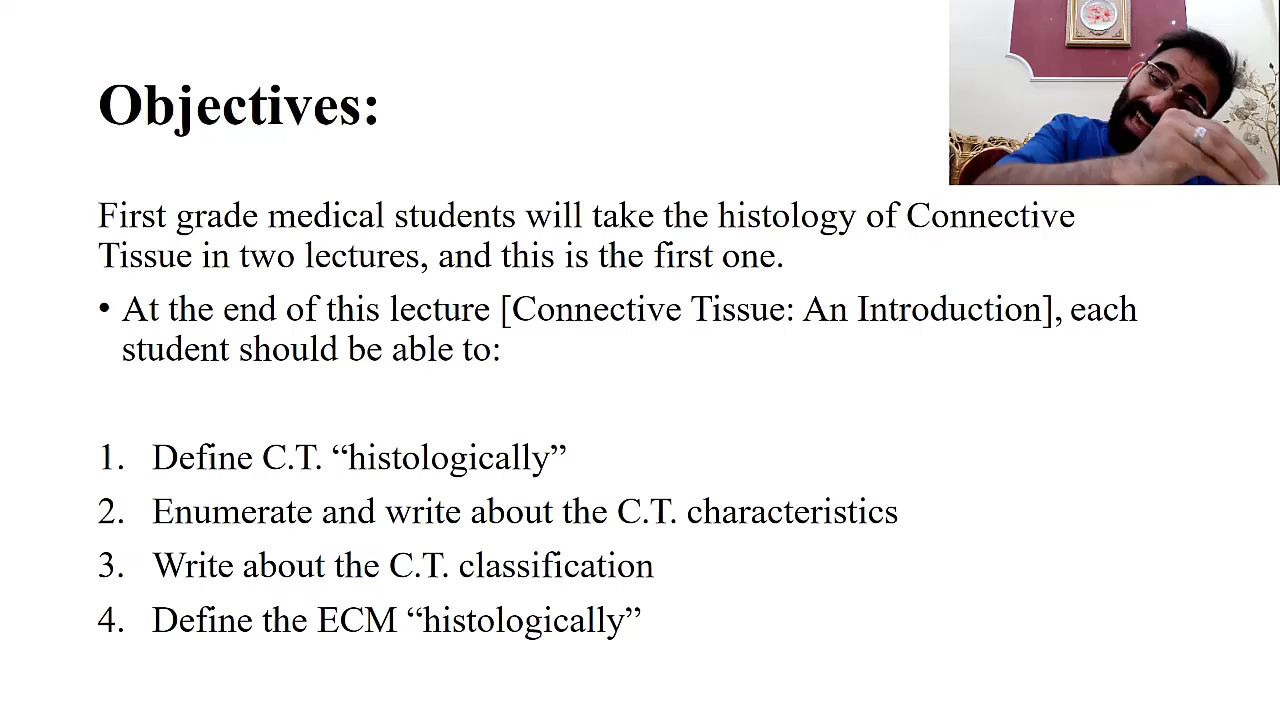 Objectives:
First grade medical students will take the histology of Connective
Tissue in two lectures, and this is the first one.
• At the end of this lecture [Connective Tissue: An Introduction], each
student should be able to:
1. Define C.T. “histologically”
2. Enumerate and write about the C.T. characteristics
3. Write about the C.T. classification
4. Define the ECM “histologically”